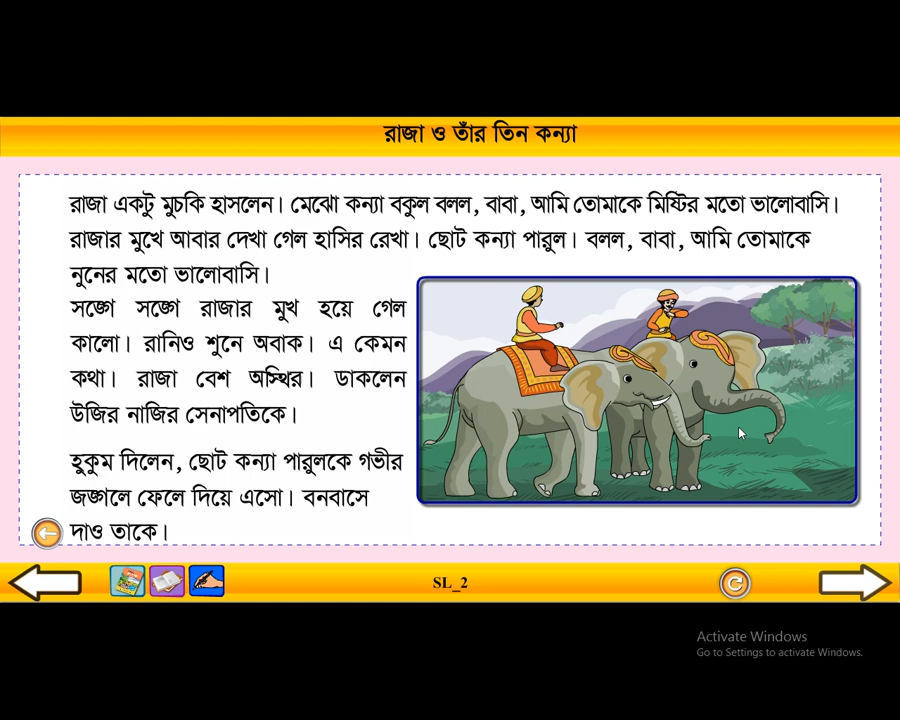 রাজা ও তাঁর তিন কন্যা
রাজা একটু মুচকি হাসলেন। মেঝো কন্যা বকুল বলল, বাবা, আমি তোমাকে মিষ্টির মতো ভালোবাসি।
রাজার মুখে আবার দেখা গেল হাসির রেখা। ছোট কন্যা পারুল। বলল, বাবা, আমি তোমাকে
নুনের মতো ভালোবাসি।
সঙ্গে সঙ্গে রাজার মুখ হয়ে গেল
কালো। রানিও শুনে অবাক। এ কেমন
কথা। রাজা বেশ অস্থির। ডাকলেন
উজির নাজির সেনাপতিকে।
হুকুম দিলেন, ছোট কন্যা পারুলকে গভীর
জঙ্গলে ফেলে দিয়ে এসো। বনবাসে
দাও তাকে।
SL_2
Activate Windows
Go to Settings to activate Windows.